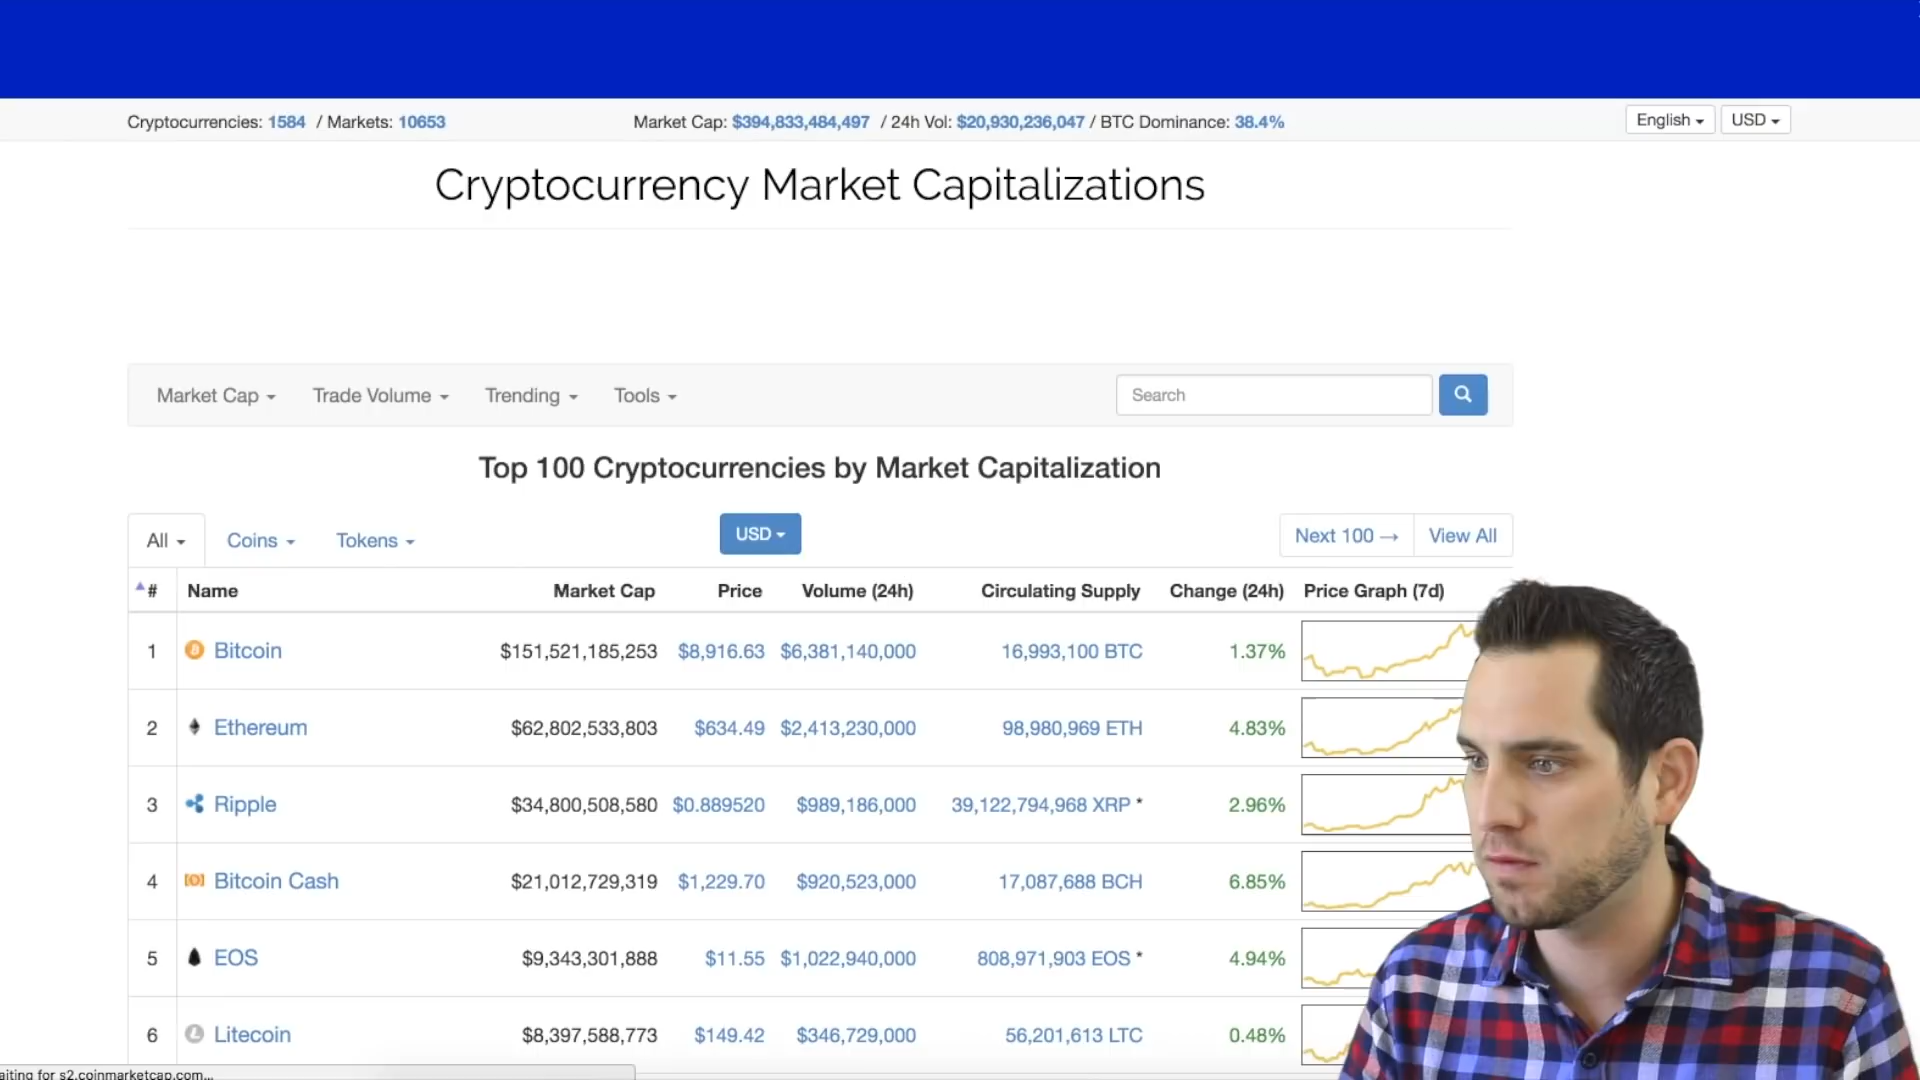 Cryptocurrencies: 1584 / Markets: 10653 Market Cap: $394,833,484,497 / 24h Vol: $20,930,236,047 / BTC Dominance: 38.4% English USD
Cryptocurrency Market Capitalizations
Market Cap Trade Volume Trending Tools Search
Top 100 Cryptocurrencies by Market Capitalization
All Coins Tokens USD Next 100 → View All
# Name Market Cap Price Volume (24h) Circulating Supply Change (24h) Price Graph (7d)
1 Bitcoin $151,521,185,253 $8,916.63 $6,381,140,000 16,993,100 BTC 1.37%
2 Ethereum $62,802,533,803 $634.49 $2,413,230,000 98,980,969 ETH 4.83%
3 Ripple $34,800,508,580 $0.889520 $989,186,000 39,122,794,968 XRP * 2.96%
4 Bitcoin Cash $21,012,729,319 $1,229.70 $920,523,000 17,087,688 BCH 6.85%
5 EOS $9,343,301,888 $11.55 $1,022,940,000 808,971,903 EOS * 4.94%
6 Litecoin $8,397,588,773 $149.42 $346,729,000 56,201,613 LTC 0.48%
aiting for s2.coinmarketcap.com...